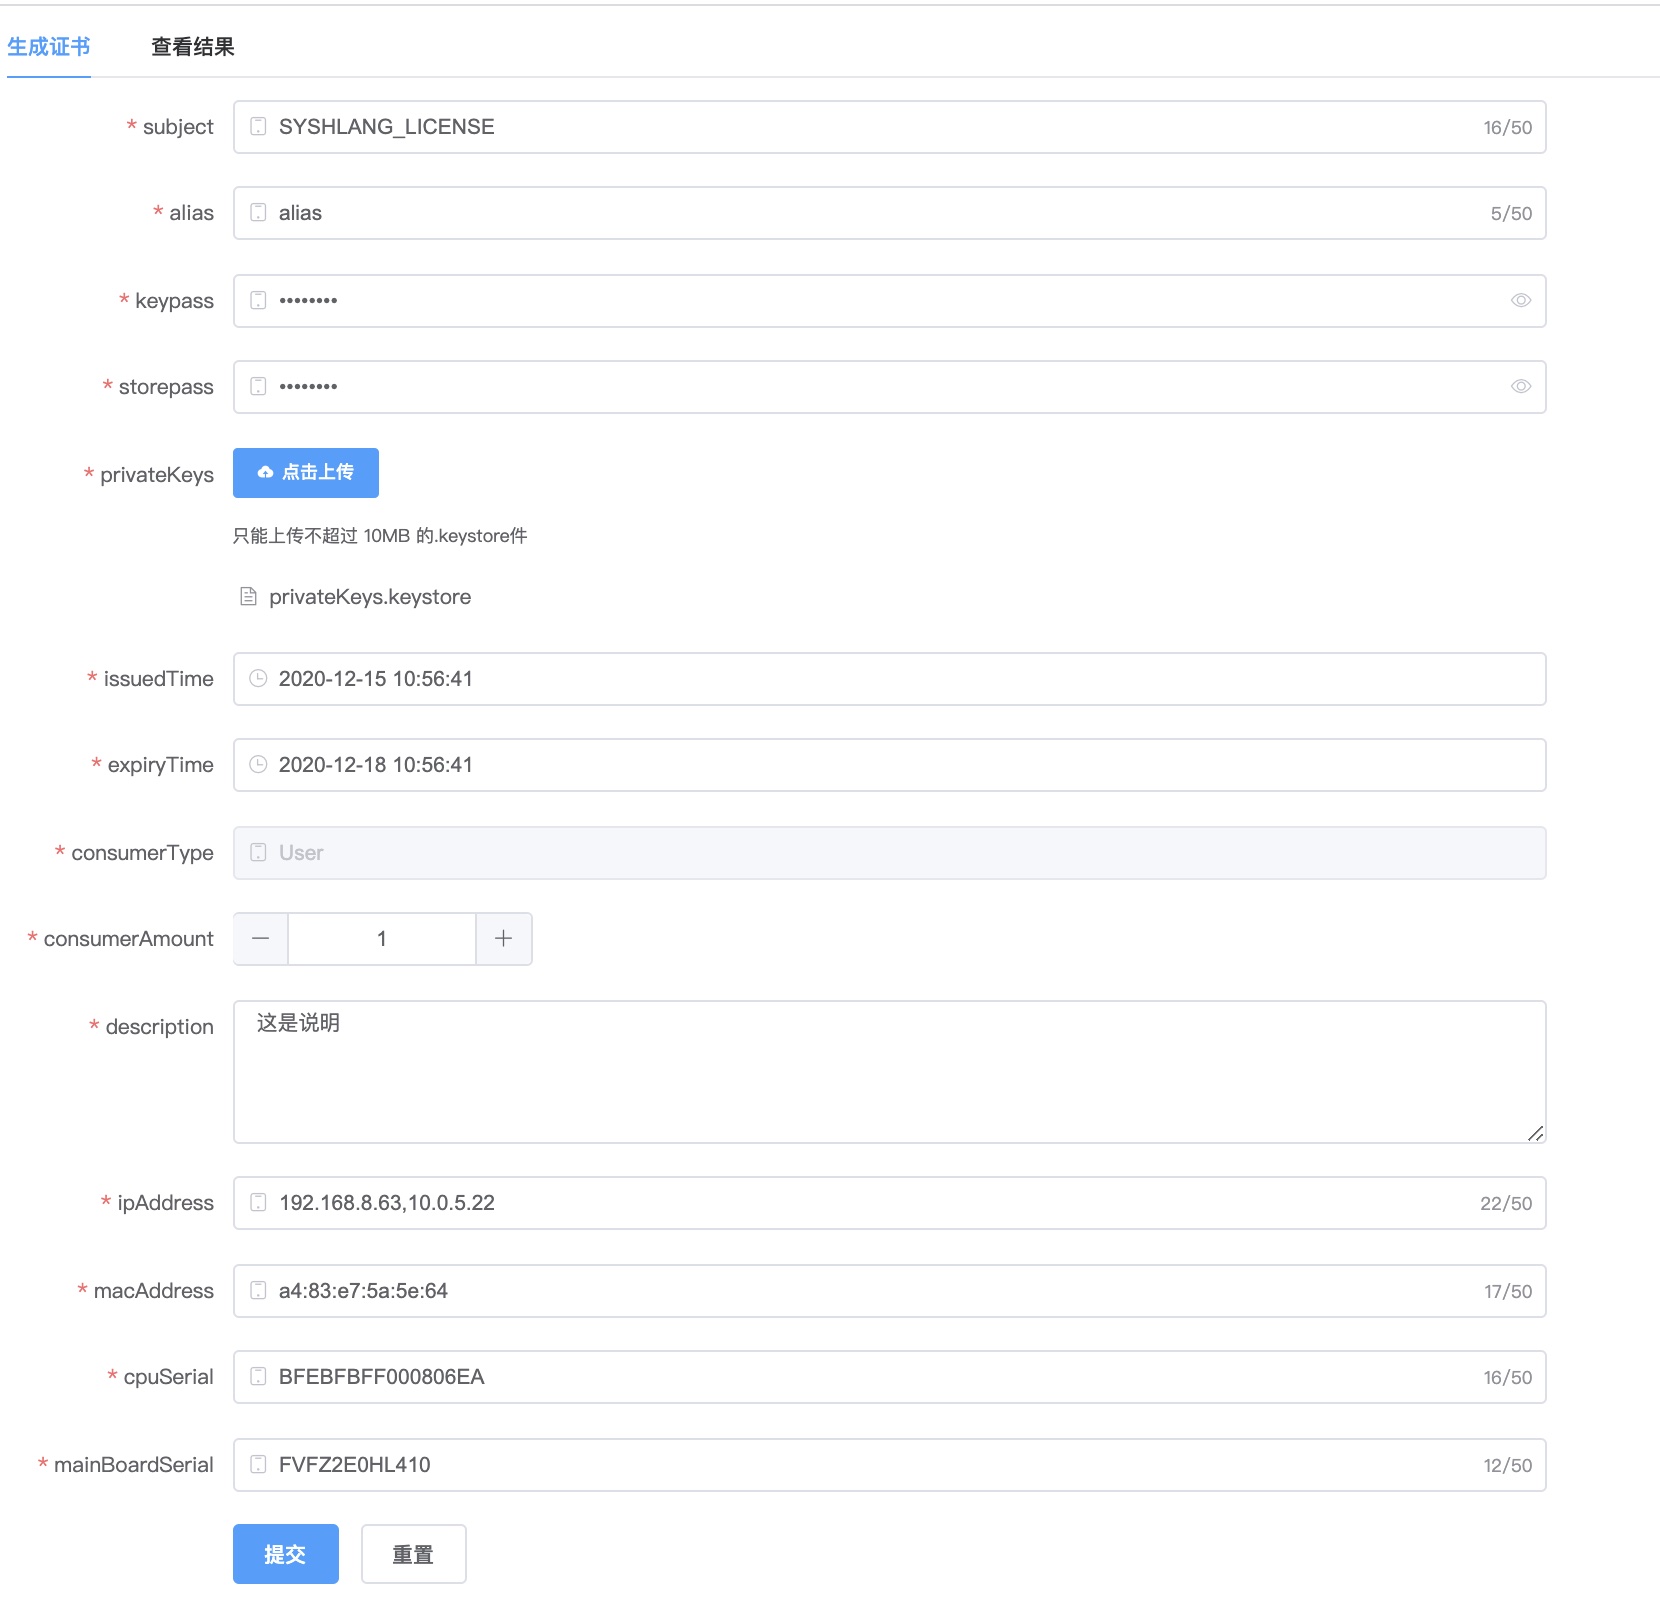 生成证书 查看结果
* subject SYSHLANG_LICENSE 16/50
* alias alias 5/50
* keypass ••••••••
* storepass ••••••••
* privateKeys 点击上传
只能上传不超过 10MB 的.keystore件
privateKeys.keystore
* issuedTime 2020-12-15 10:56:41
* expiryTime 2020-12-18 10:56:41
* consumerType User
* consumerAmount — 1 +
* description 这是说明
* ipAddress 192.168.8.63,10.0.5.22 22/50
* macAddress a4:83:e7:5a:5e:64 17/50
* cpuSerial BFEBFBFF000806EA 16/50
* mainBoardSerial FVFZ2E0HL410 12/50
提交 重置